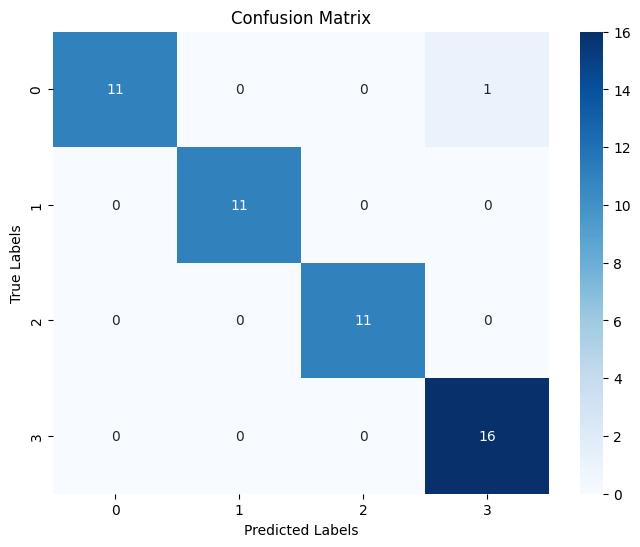 Confusion Matrix
0 11 0 0 1
1 0 11 0 0
2 0 0 11 0
3 0 0 0 16
0 1 2 3
True Labels
Predicted Labels
16
14
12
10
8
6
4
2
0